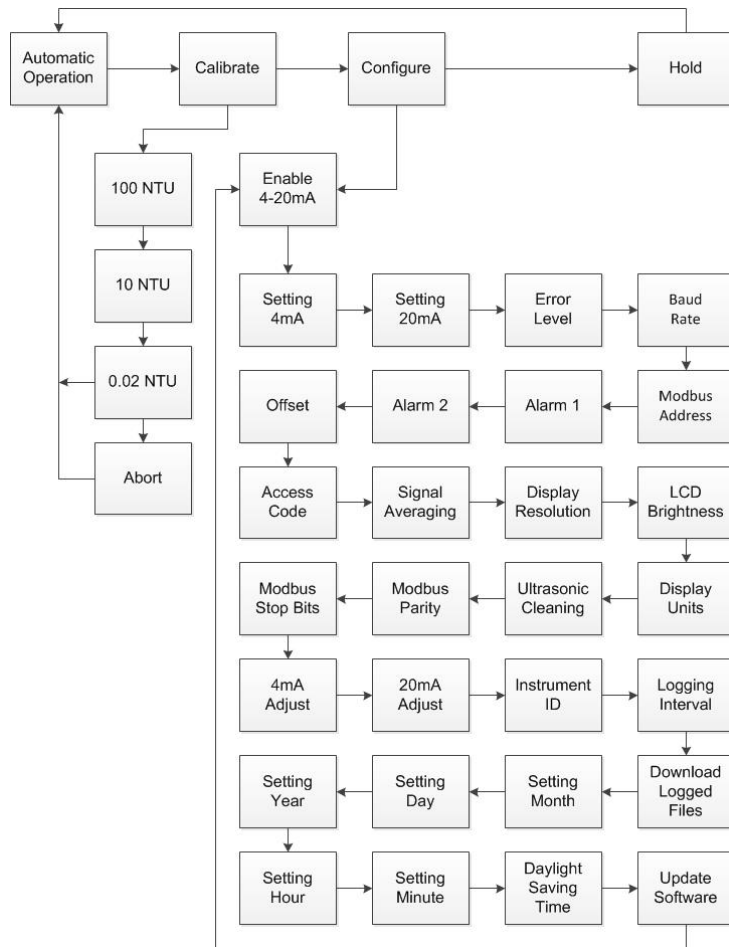 Automatic
Operation
Calibrate
Configure
Hold
100 NTU
Enable
4-20mA
10 NTU
Setting
4mA
Setting
20mA
Error
Level
Baud
Rate
0.02 NTU
Offset
Alarm 2
Alarm 1
Modbus
Address
Abort
Access
Code
Signal
Averaging
Display
Resolution
LCD
Brightness
Modbus
Stop Bits
Modbus
Parity
Ultrasonic
Cleaning
Display
Units
4mA
Adjust
20mA
Adjust
Instrument
ID
Logging
Interval
Setting
Year
Setting
Day
Setting
Month
Download
Logged
Files
Setting
Hour
Setting
Minute
Daylight
Saving
Time
Update
Software